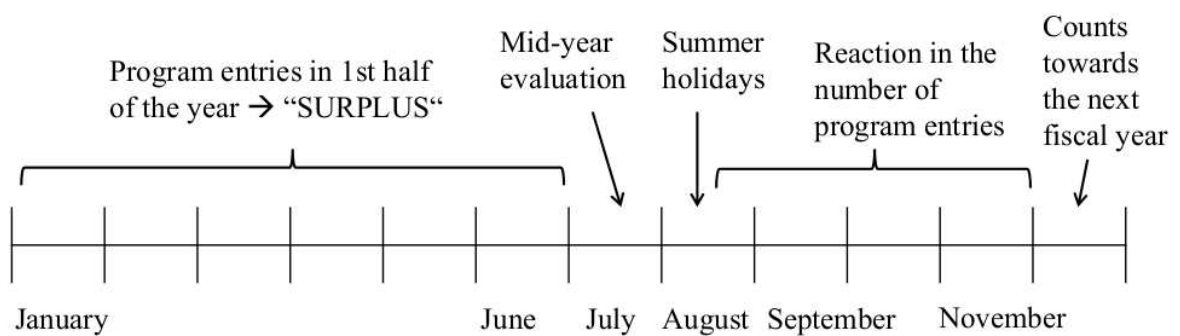 Program entries in 1st half
of the year → “SURPLUS“
Mid-year
evaluation
Summer
holidays
Reaction in the
number of
program entries
Counts
towards
the next
fiscal year
January
June
July
August
September
November